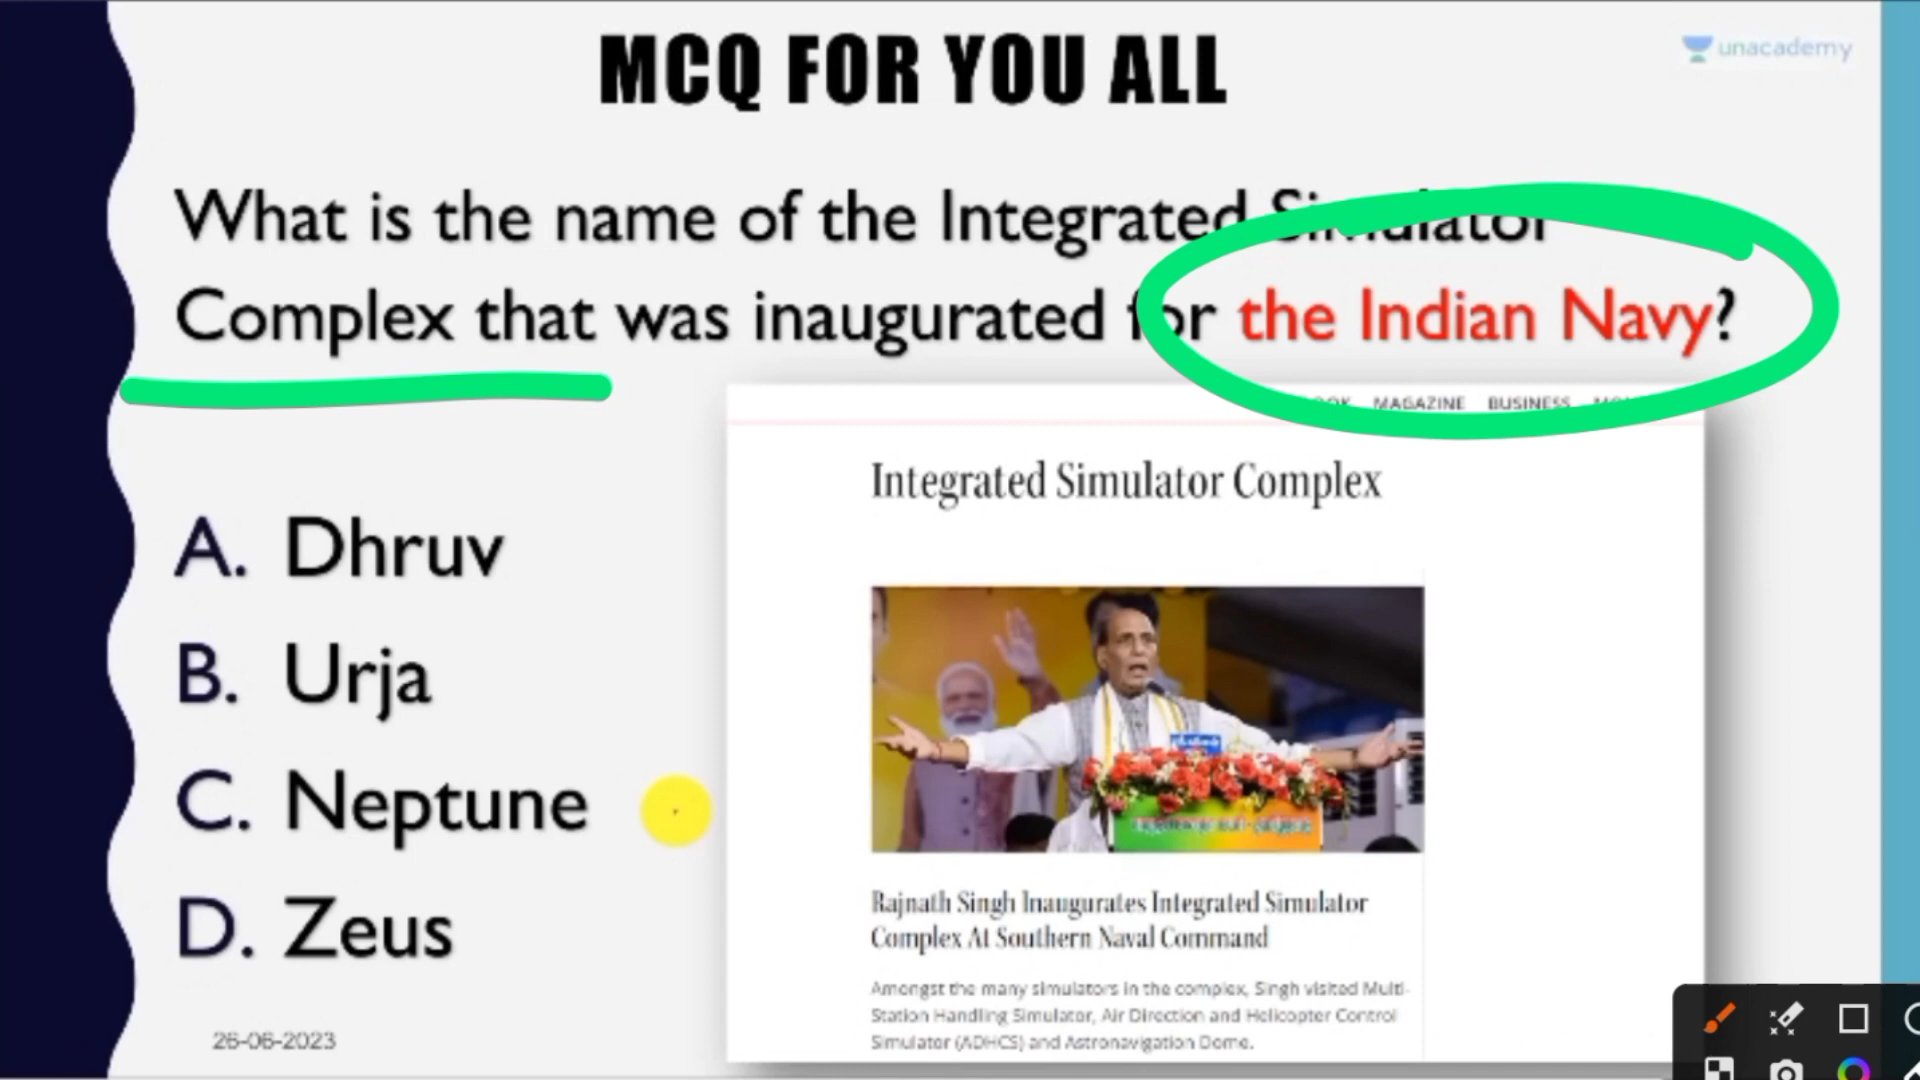 MCQ FOR YOU ALL
unacademy
What is the name of the Integrated Simulator
Complex that was inaugurated for the Indian Navy?
MAGAZINE BUSINESS
Integrated Simulator Complex
A. Dhruv
B. Urja
C. Neptune
D. Zeus
Rajnath Singh Inaugurates Integrated Simulator
Complex At Southern Naval Command
Amongst the many simulators in the complex, Singh visited Multi-
Station Handling Simulator, Air Direction and Helicopter Control
Simulator (ADHCS) and Astronavigation Dome.
26-06-2023